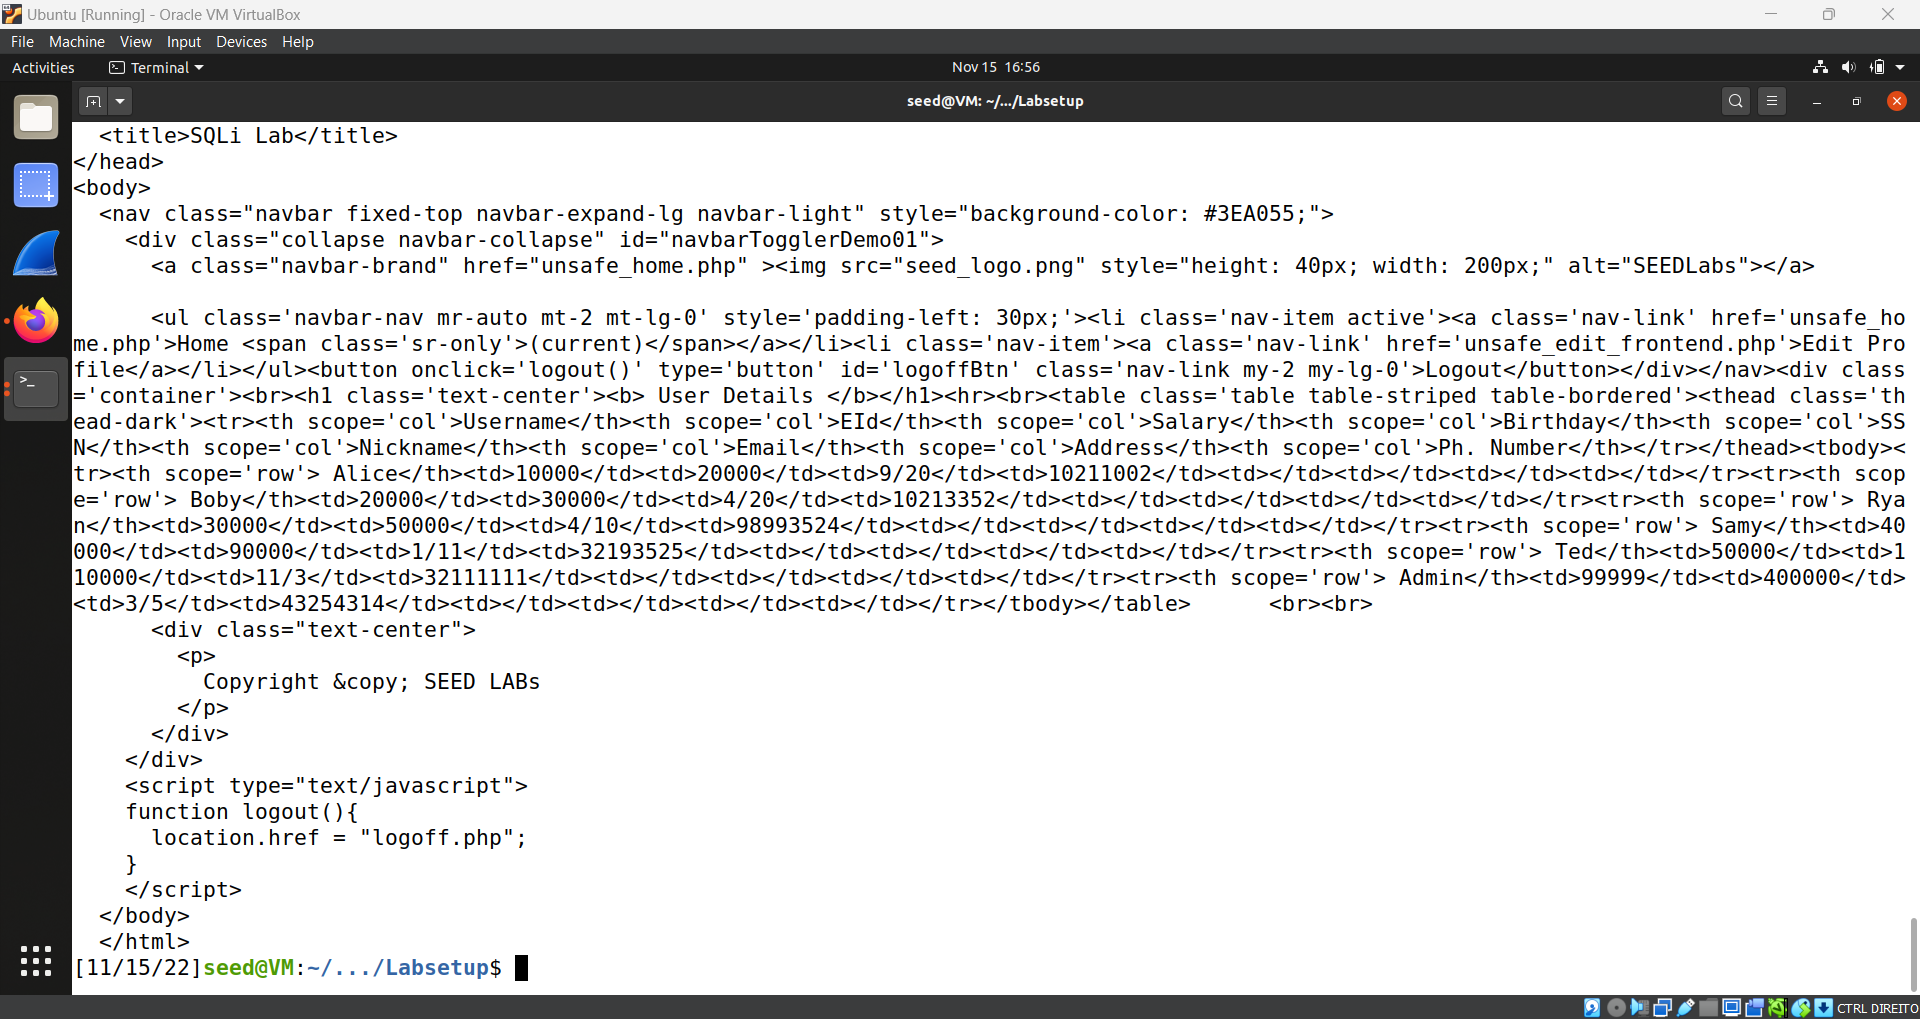 Ubuntu [Running] - Oracle VM VirtualBox
File Machine View Input Devices Help
Activities Terminal Nov 15 16:56
seed@VM: ~/.../Labsetup
<title>SQLi Lab</title>
</head>
<body>
<nav class="navbar fixed-top navbar-expand-lg navbar-light" style="background-color: #3EA055;">
<div class="collapse navbar-collapse" id="navbarTogglerDemo01">
<a class="navbar-brand" href="unsafe_home.php" ><img src="seed_logo.png" style="height: 40px; width: 200px;" alt="SEEDLabs"></a>
<ul class='navbar-nav mr-auto mt-2 mt-lg-0' style='padding-left: 30px;'><li class='nav-item active'><a class='nav-link' href='unsafe_ho
me.php'>Home <span class='sr-only'>(current)</span></a></li><li class='nav-item'><a class='nav-link' href='unsafe_edit_frontend.php'>Edit Pro
file</a></li></ul><button onclick='logout()' type='button' id='logoffBtn' class='nav-link my-2 my-lg-0'>Logout</button></div></nav><div class
='container'><br><h1 class='text-center'><b> User Details </b></h1><hr><br><table class='table table-striped table-bordered'><thead class='th
ead-dark'><tr><th scope='col'>Username</th><th scope='col'>EId</th><th scope='col'>Salary</th><th scope='col'>Birthday</th><th scope='col'>SS
N</th><th scope='col'>Nickname</th><th scope='col'>Email</th><th scope='col'>Address</th><th scope='col'>Ph. Number</th></tr></thead><tbody><
tr><th scope='row'> Alice</th><td>10000</td><td>20000</td><td>9/20</td><td>10211002</td><td></td><td></td><td></td><td></td></tr><tr><th scop
e='row'> Boby</th><td>20000</td><td>30000</td><td>4/20</td><td>10213352</td><td></td><td></td><td></td><td></td></tr><tr><th scope='row'> Rya
n</th><td>30000</td><td>50000</td><td>4/10</td><td>98993524</td><td></td><td></td><td></td><td></td></tr><tr><th scope='row'> Samy</th><td>40
000</td><td>90000</td><td>1/11</td><td>32193525</td><td></td><td></td><td></td><td></td></tr><tr><th scope='row'> Ted</th><td>50000</td><td>1
10000</td><td>11/3</td><td>32111111</td><td></td><td></td><td></td><td></td></tr><tr><th scope='row'> Admin</th><td>99999</td><td>400000</td>
<td>3/5</td><td>43254314</td><td></td><td></td><td></td><td></td></tr></tbody></table>      <br><br>
<div class="text-center">
<p>
Copyright &copy; SEED LABs
</p>
</div>
</div>
<script type="text/javascript">
function logout(){
location.href = "logoff.php";
}
</script>
</body>
</html>
[11/15/22]seed@VM:~/.../Labsetup$
CTRL DIREITO